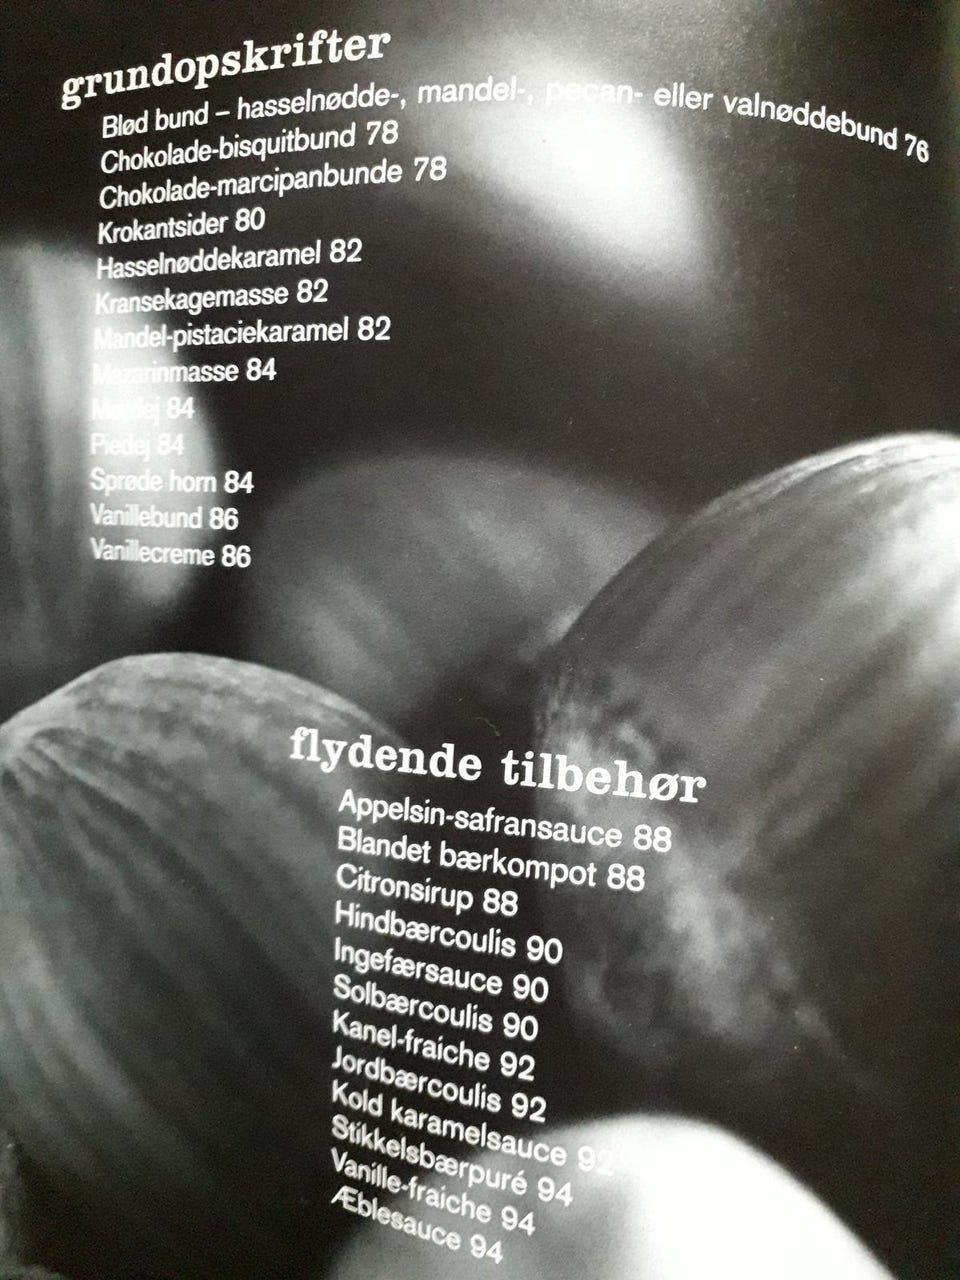 grundopskrifter
Blød bund – hasselnødde-, mandel-, pecan- eller valnøddebund 76
Chokolade-bisquitbund 78
Chokolade-marcipanbunde 78
Krokantsider 80
Hasselnøddekaramel 82
Kransekagemasse 82
Mandel-pistaciekaramel 82
Mazarinmasse 84
84
Piedej 84
Sprøde horn 84
Vanillebund 86
Vanillecreme 86
flydende tilbehør
Appelsin-safransauce 88
Blandet bærkompot 88
Citronsirup 88
Hindbærcoulis 90
Ingefærsauce 90
Solbærcoulis 90
Kanel-fraiche 92
Jordbærcoulis 92
Kold karamelsauce 92
Stikkelsbærpuré 94
Vanille-fraiche 94
Æblesauce 94